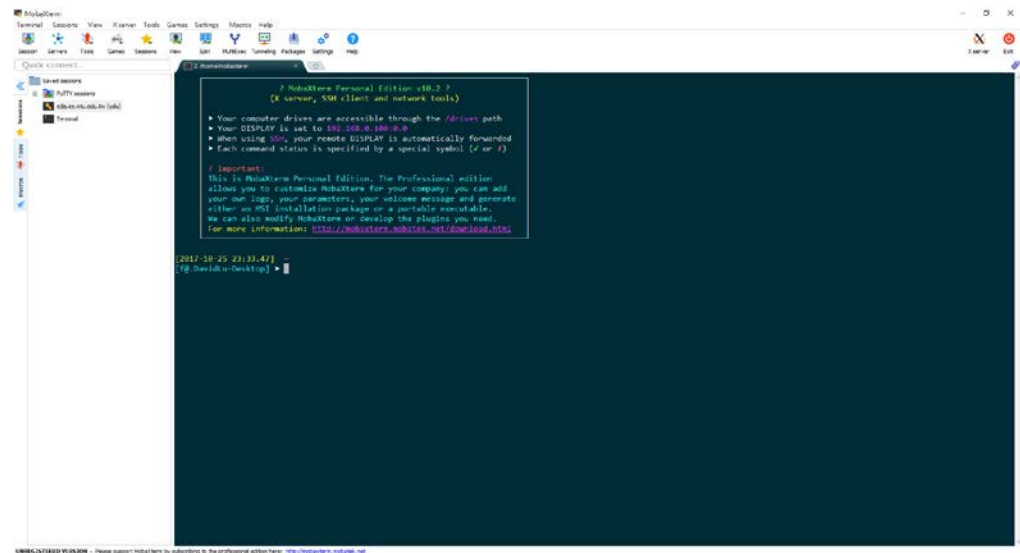 MobaXterm
Terminal Sessions View X server Tools Games Settings Macros Help
Session Servers Tools Games Sessions View Split MultiExec Tunneling Packages Settings Help
X server Exit
Quick connect...
2. /home/mobaxterm
Saved sessions
PuTTY sessions
Terminal
Sessions
Tools
Macros
? MobaXterm Personal Edition v10.2 ?
(X server, SSH client and network tools)
► Your computer drives are accessible through the /drives path
► Your DISPLAY is set to 192.168.0.100:0.0
► When using SSH, your remote DISPLAY is automatically forwarded
► Each command status is specified by a special symbol (√ or ✗)
? Important:
This is MobaXterm Personal Edition. The Professional edition
allows you to customize MobaXterm for your company: you can add
your own logo, your parameters, your welcome message and generate
either an MSI installation package or a portable executable.
We can also modify MobaXterm or develop the plugins you need.
For more information: http://mobaxterm.mobatek.net/download.html
[2017-10-25 23:33.47] ~
[f@.DavidLu-Desktop] ►
UNREGISTERED VERSION - Please support MobaXterm by subscribing to the professional edition here: http://mobaxterm.mobatek.net